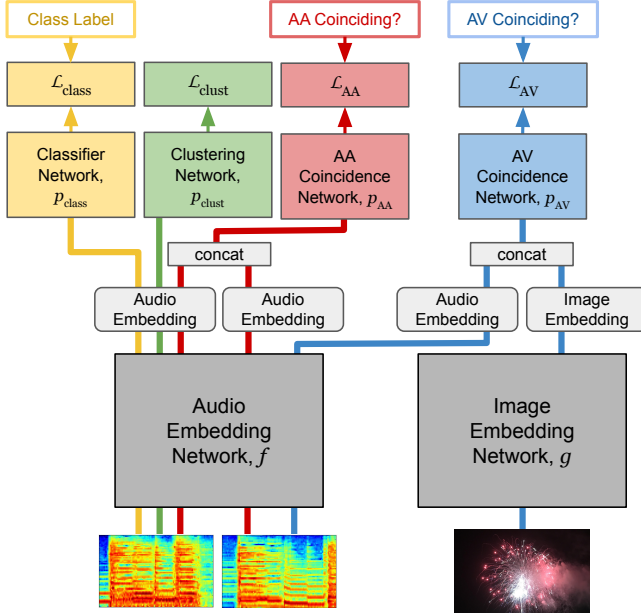 Class Label
AA Coinciding?
AV Coinciding?
ℒclass
ℒclust
ℒAA
ℒAV
Classifier
Network,
pclass
Clustering
Network,
pclust
AA
Coincidence
Network, pAA
AV
Coincidence
Network, pAV
concat
concat
Audio
Embedding
Audio
Embedding
Audio
Embedding
Image
Embedding
Audio
Embedding
Network, f
Image
Embedding
Network, g